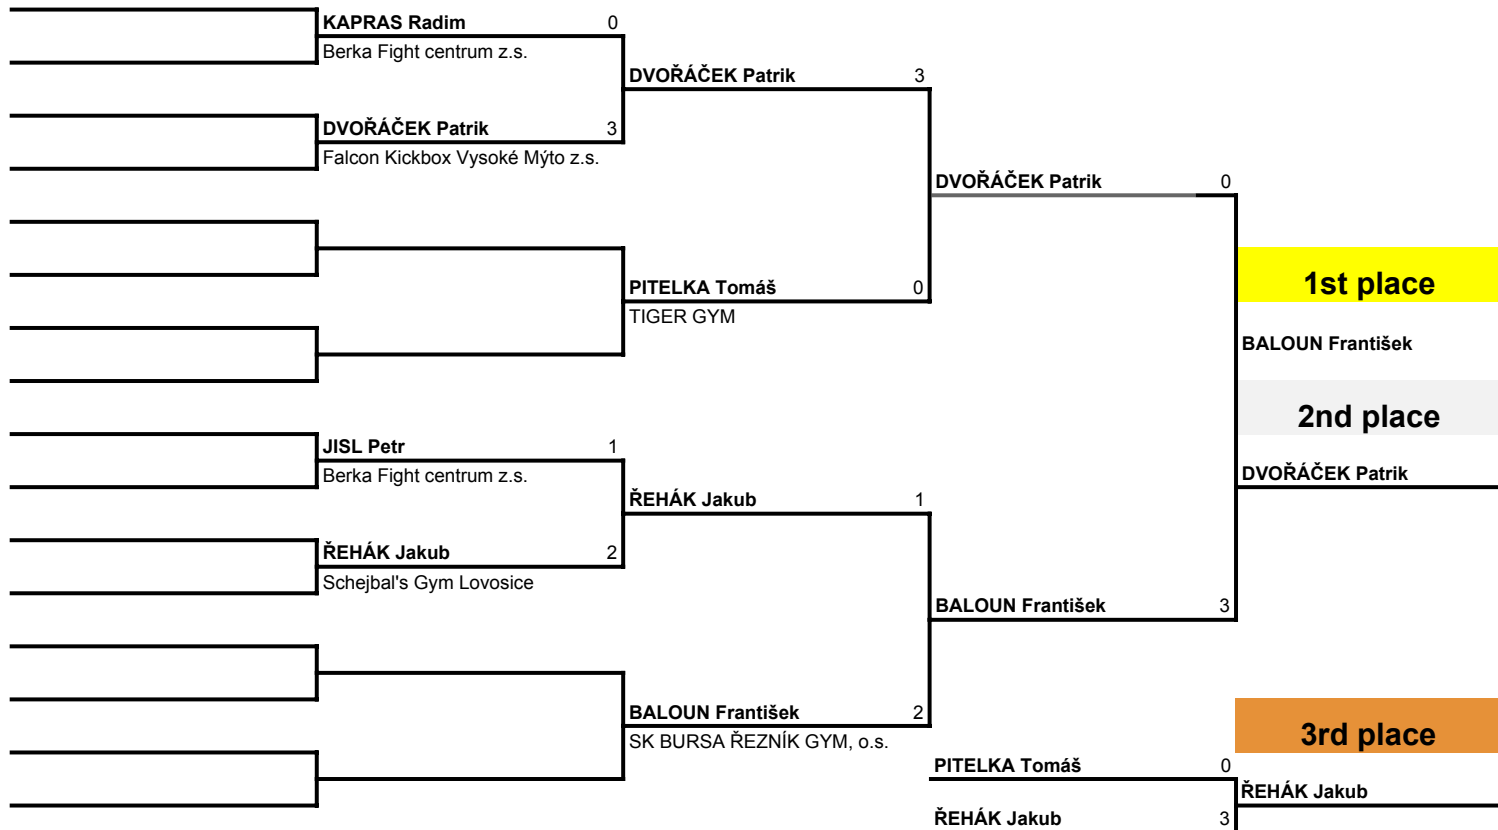 KAPRAS Radim 0
Berka Fight centrum z.s.
DVOŘÁČEK Patrik 3
DVOŘÁČEK Patrik 3
Falcon Kickbox Vysoké Mýto z.s.
DVOŘÁČEK Patrik 0
1st place
PITELKA Tomáš 0
TIGER GYM
BALOUN František
2nd place
JISL Petr 1
Berka Fight centrum z.s.
DVOŘÁČEK Patrik
ŘEHÁK Jakub 1
ŘEHÁK Jakub 2
Schejbal's Gym Lovosice
BALOUN František 3
BALOUN František 2
SK BURSA ŘEZNÍK GYM, o.s.
3rd place
PITELKA Tomáš 0
ŘEHÁK Jakub
ŘEHÁK Jakub 3